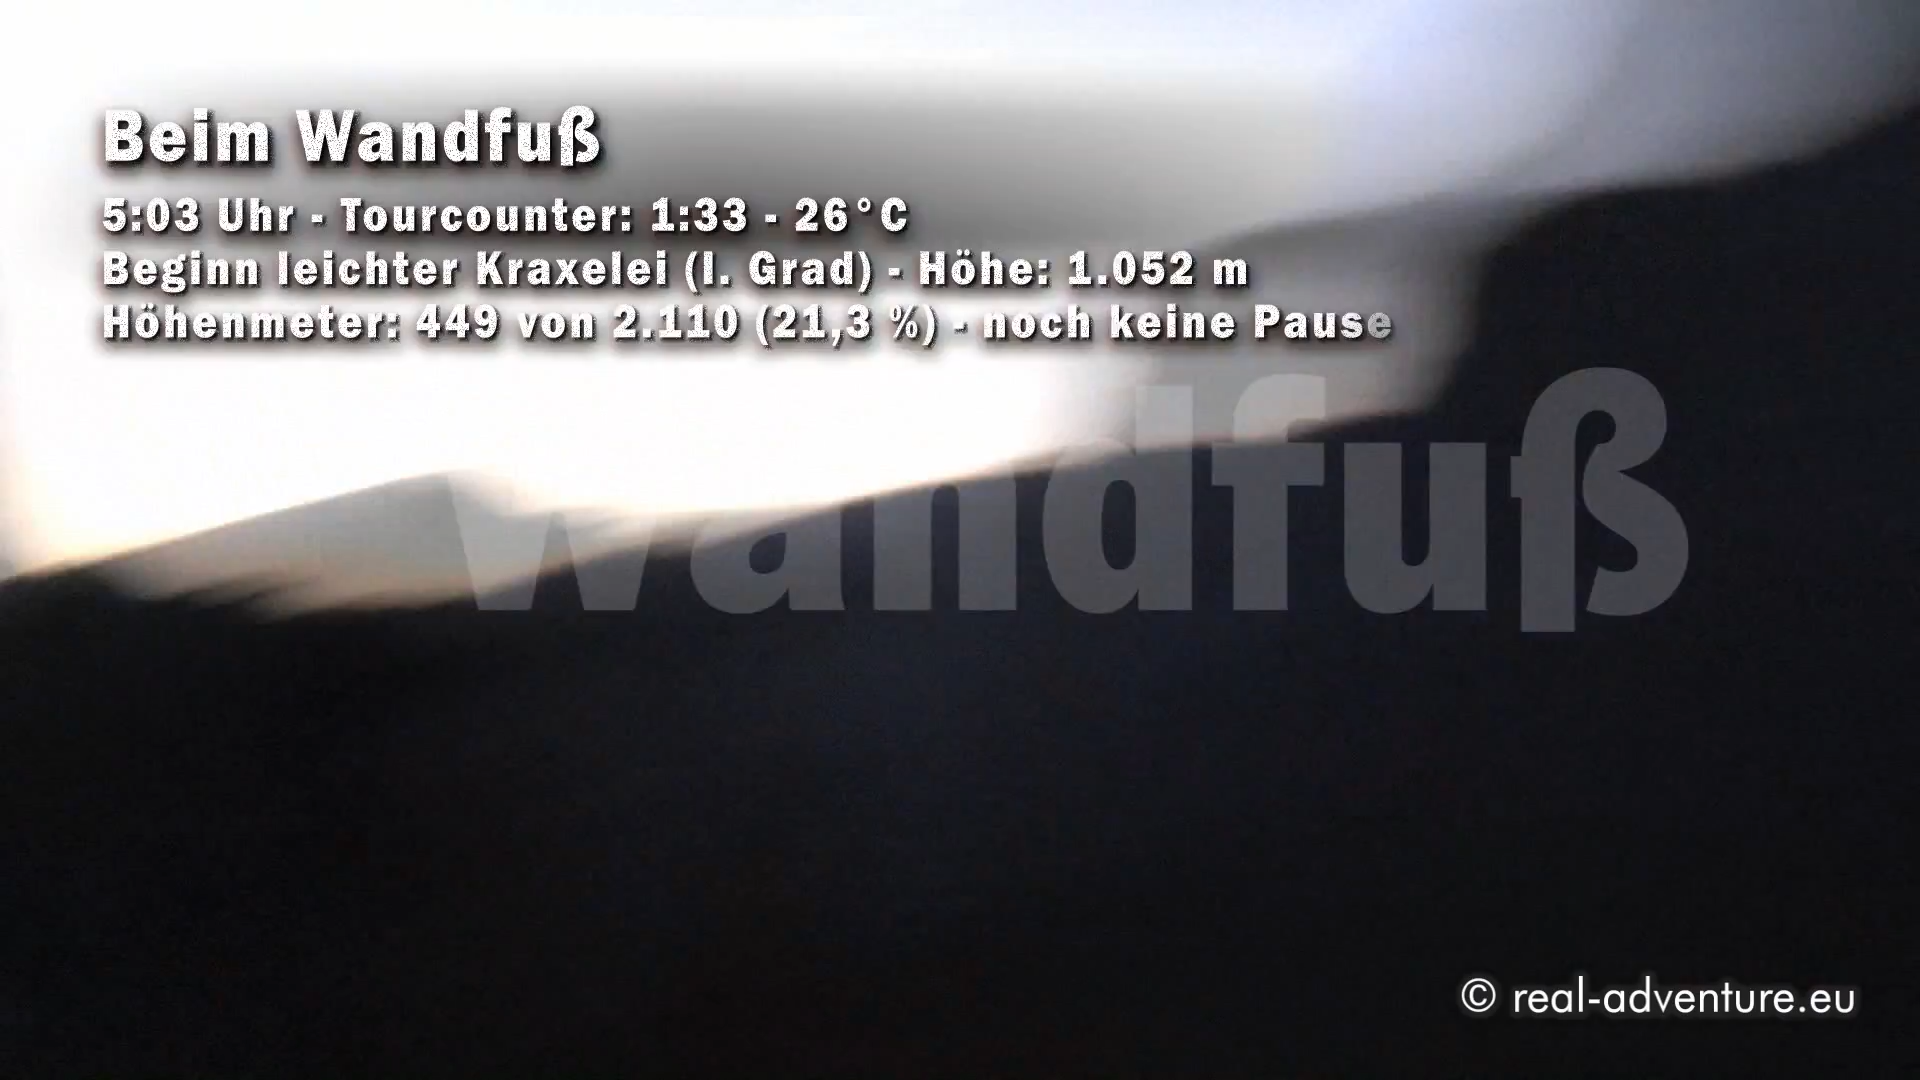 Beim Wandfuß
5:03 Uhr - Tourcounter: 1:33 - 26°C
Beginn leichter Kraxelei (I. Grad) - Höhe: 1.052 m
Höhenmeter: 449 von 2.110 (21,3 %) - noch keine Pause
wandfuß
© real-adventure.eu